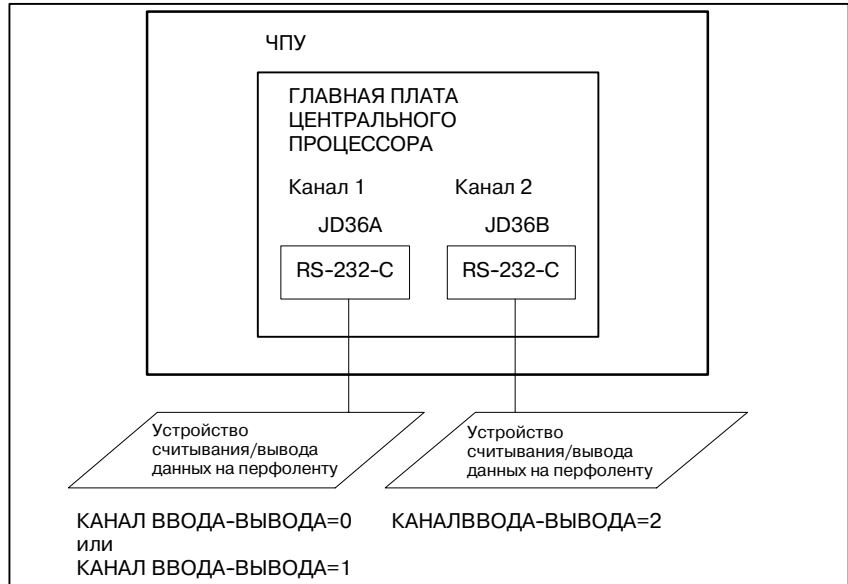 ЧПУ
ГЛАВНАЯ ПЛАТА
ЦЕНТРАЛЬНОГО
ПРОЦЕССОРА
Канал 1 Канал 2
JD36A JD36B
RS-232-C RS-232-C
Устройство
считывания/вывода
данных на перфоленту
Устройство
считывания/вывода
данных на перфоленту
КАНАЛ ВВОДА-ВЫВОДА=0
или
КАНАЛ ВВОДА-ВЫВОДА=1
КАНАЛВВОДА-ВЫВОДА=2